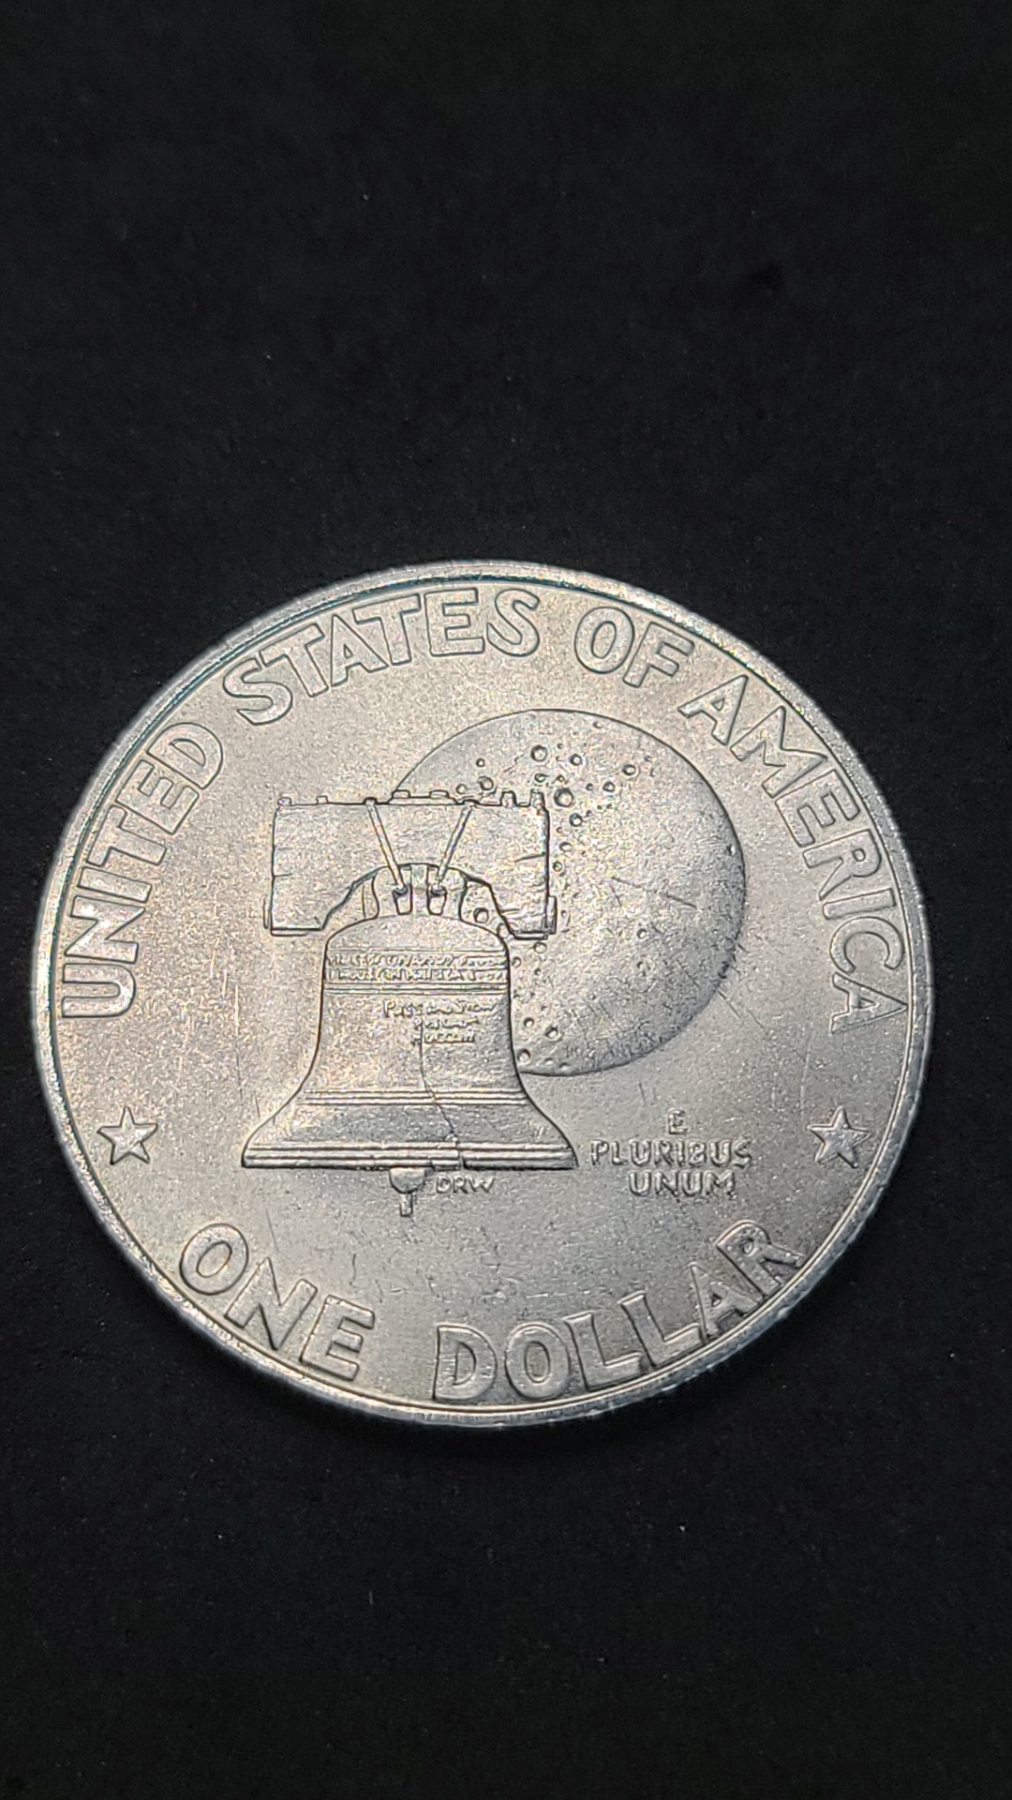 UNITED STATES OF AMERICA
E
PLURIBUS
UNUM
DRW
ONE DOLLAR